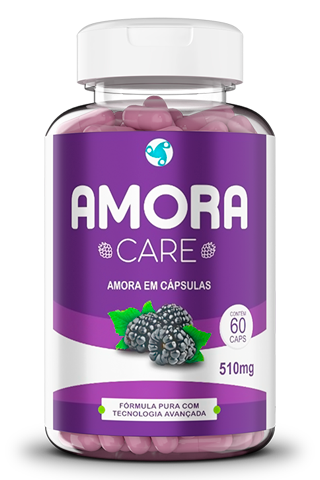 AMORA
CARE
AMORA EM CÁPSULAS
CONTÉM
60
CAPS
510mg
FÓRMULA PURA COM
TECNOLOGIA AVANÇADA